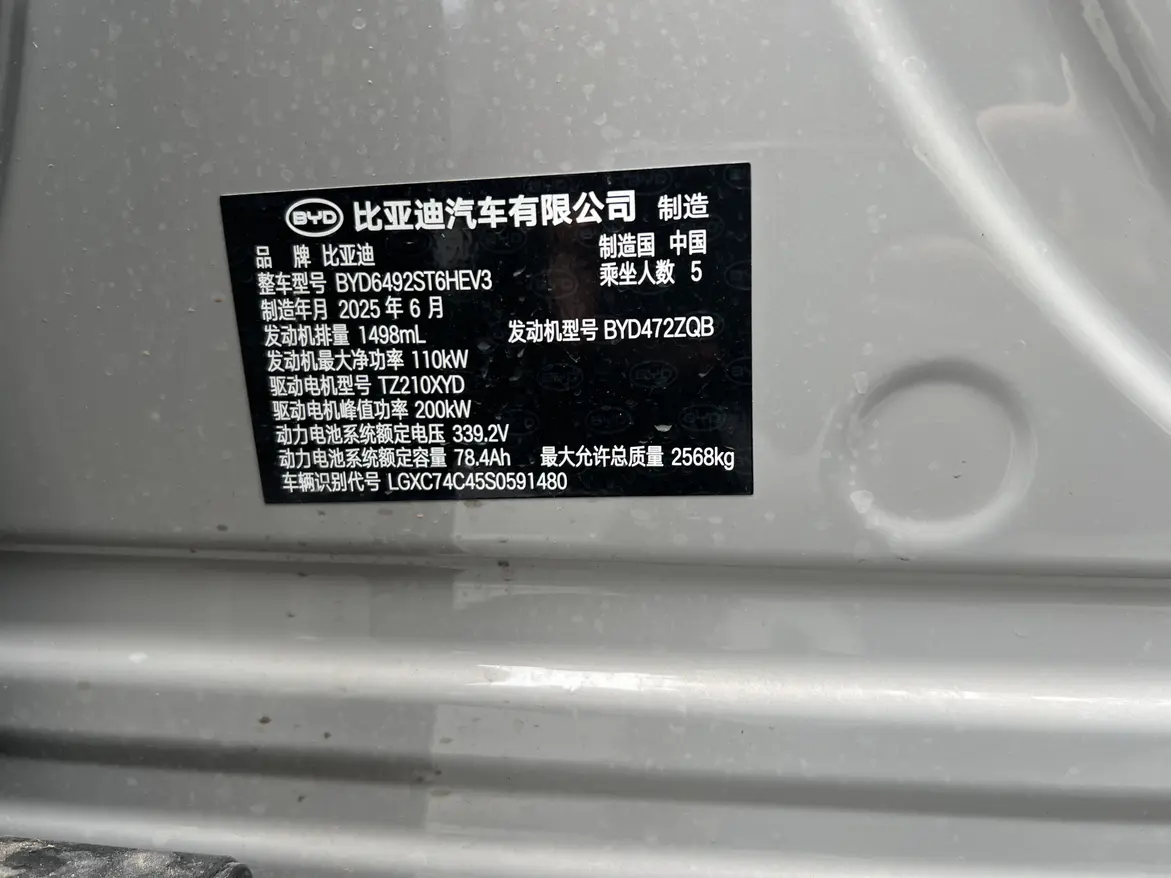 BYD 比亚迪汽车有限公司 制造
品 牌 比亚迪 制造国 中国
整车型号 BYD6492ST6HEV3 乘坐人数 5
制造年月 2025 年 6 月
发动机排量 1498mL 发动机型号 BYD472ZQB
发动机最大净功率 110kW
驱动电机型号 TZ210XYD
驱动电机峰值功率 200kW
动力电池系统额定电压 339.2V
动力电池系统额定容量 78.4Ah 最大允许总质量 2568kg
车辆识别代号 LGXC74C45S0591480